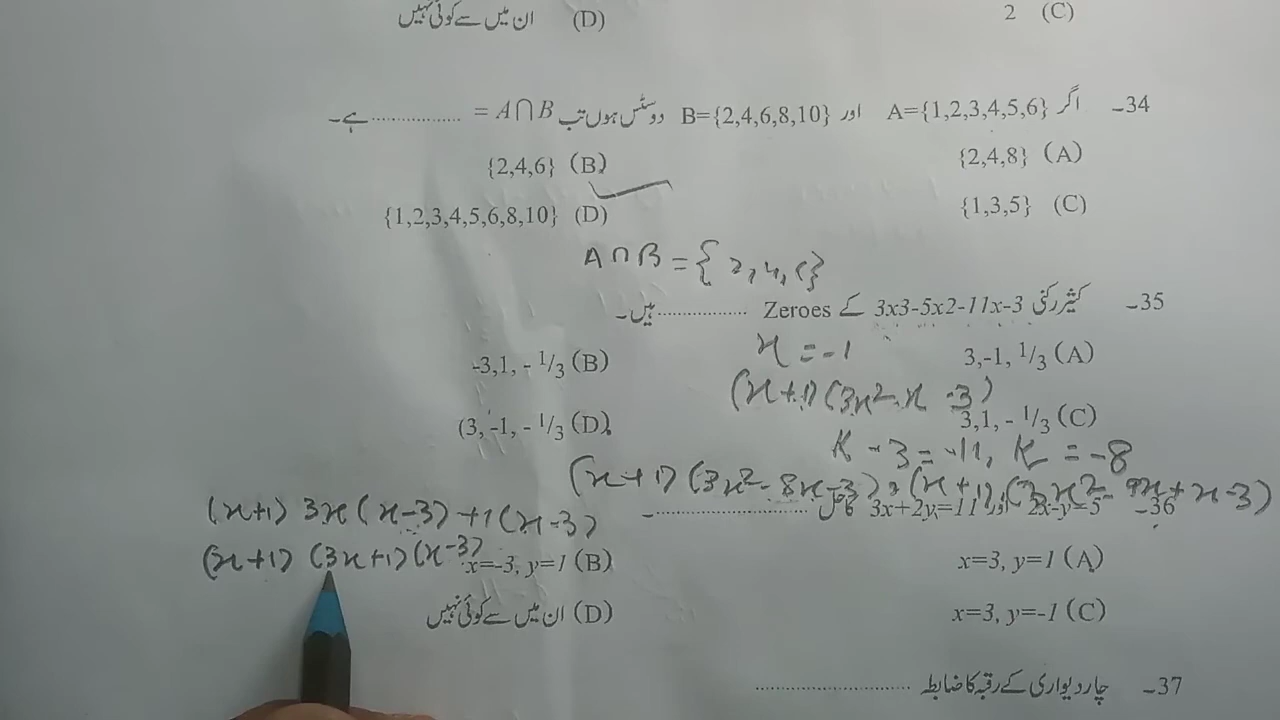 2 (C) ان میں سے کوئی نہیں (D)
34۔ اگر A={1,2,3,4,5,6} اور B={2,4,6,8,10} دو سٹس ہوں تب A∩B = .................. ہے۔
{2,4,8} (A) {2,4,6} (B)
{1,3,5} (C) {1,2,3,4,5,6,8,10} (D)
A∩B = {2,4,6}
35۔ کثیر رکنی 3x3-5x2-11x-3 کے Zeroes .................. ہیں۔
x = -1
3,-1, 1/3 (A) -3,1, - 1/3 (B)
(x+1)(3x² x -3)
3,1, - 1/3 (C) (3, -1, - 1/3 (D)
K - 3 = -11, K = -8
(x+1) (3x² - 8x - 3), (x+1), (3x² - 9x + x - 3)
36۔ 2x-y=5 اور 3x+2y=11 کا حل ..................۔
(x+1) 3x(x-3)+1(x-3)
(x+1) (3x+1)(x-3)
x=3, y=1 (A) x=-3, y=1 (B)
x=3, y=-1 (C) ان میں سے کوئی نہیں (D)
37۔ چار دیواری کے رقبہ کا ضابطہ ..................